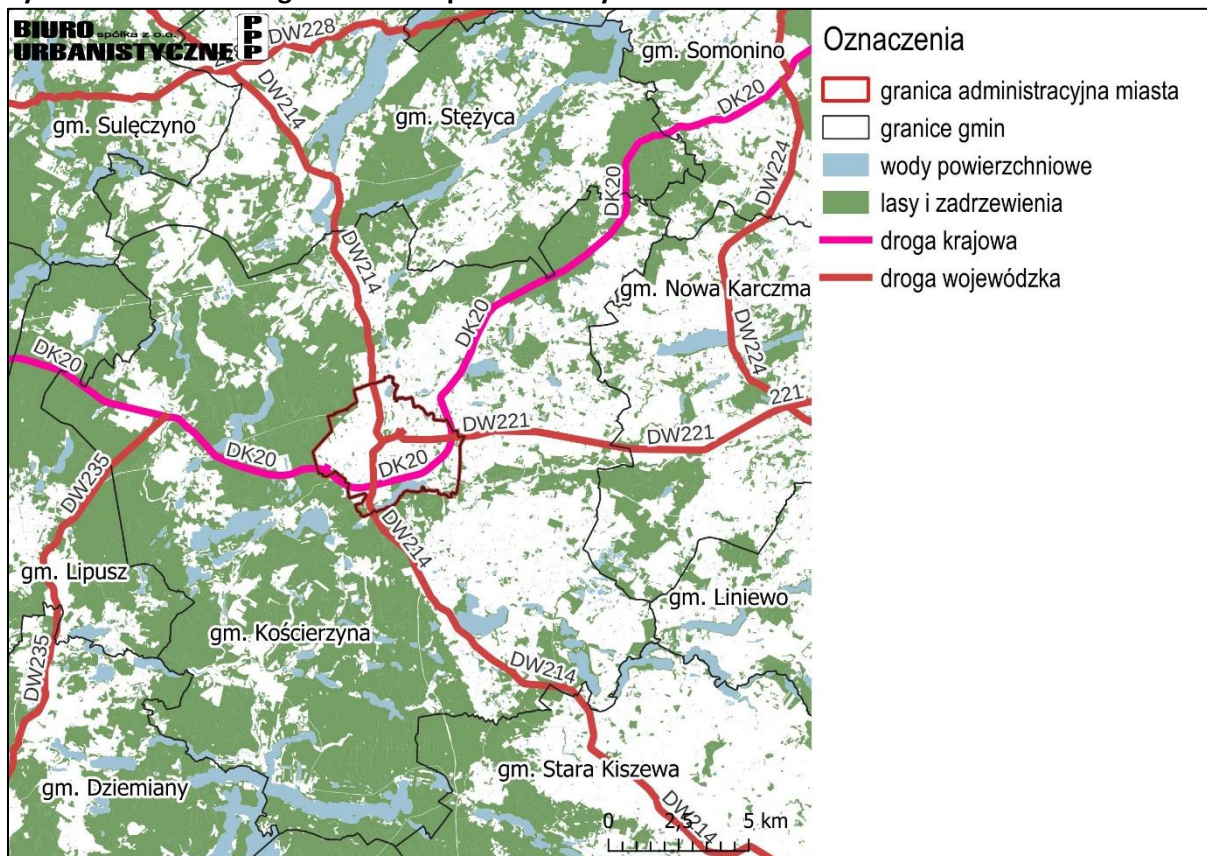 BIURO
spółka z o.o.
URBANISTYCZNE
P
P
P
DW228
gm. Somonino
DW214
DK20
gm. Stężyca
gm. Sulęczyno
DW224
DK20
DW214
gm. Nowa Karczma
DK20
DK20
DW224
221
DW221
DW221
DK20
DK20
DW235
DW214
gm. Lipusz
gm. Liniewo
gm. Kościerzyna
DW235
DW214
gm. Stara Kiszewa
gm. Dziemiany
DW214
0 2,5 5 km
Oznaczenia
granica administracyjna miasta
granice gmin
wody powierzchniowe
lasy i zadrzewienia
droga krajowa
droga wojewódzka